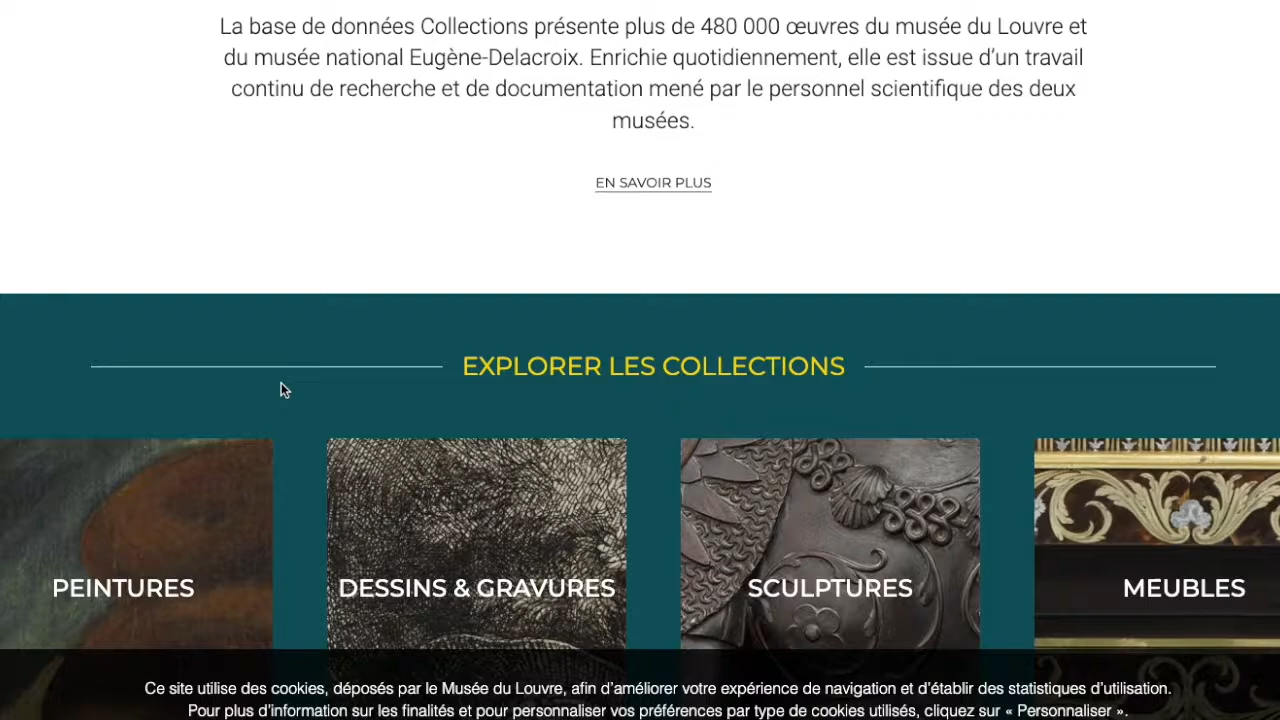 La base de données Collections présente plus de 480 000 œuvres du musée du Louvre et
du musée national Eugène-Delacroix. Enrichie quotidiennement, elle est issue d’un travail
continu de recherche et de documentation mené par le personnel scientifique des deux
musées.
EN SAVOIR PLUS
EXPLORER LES COLLECTIONS
PEINTURES
DESSINS & GRAVURES
SCULPTURES
MEUBLES
Ce site utilise des cookies, déposés par le Musée du Louvre, afin d’améliorer votre expérience de navigation et d’établir des statistiques d’utilisation.
Pour plus d’information sur les finalités et pour personnaliser vos préférences par type de cookies utilisés, cliquez sur « Personnaliser ».